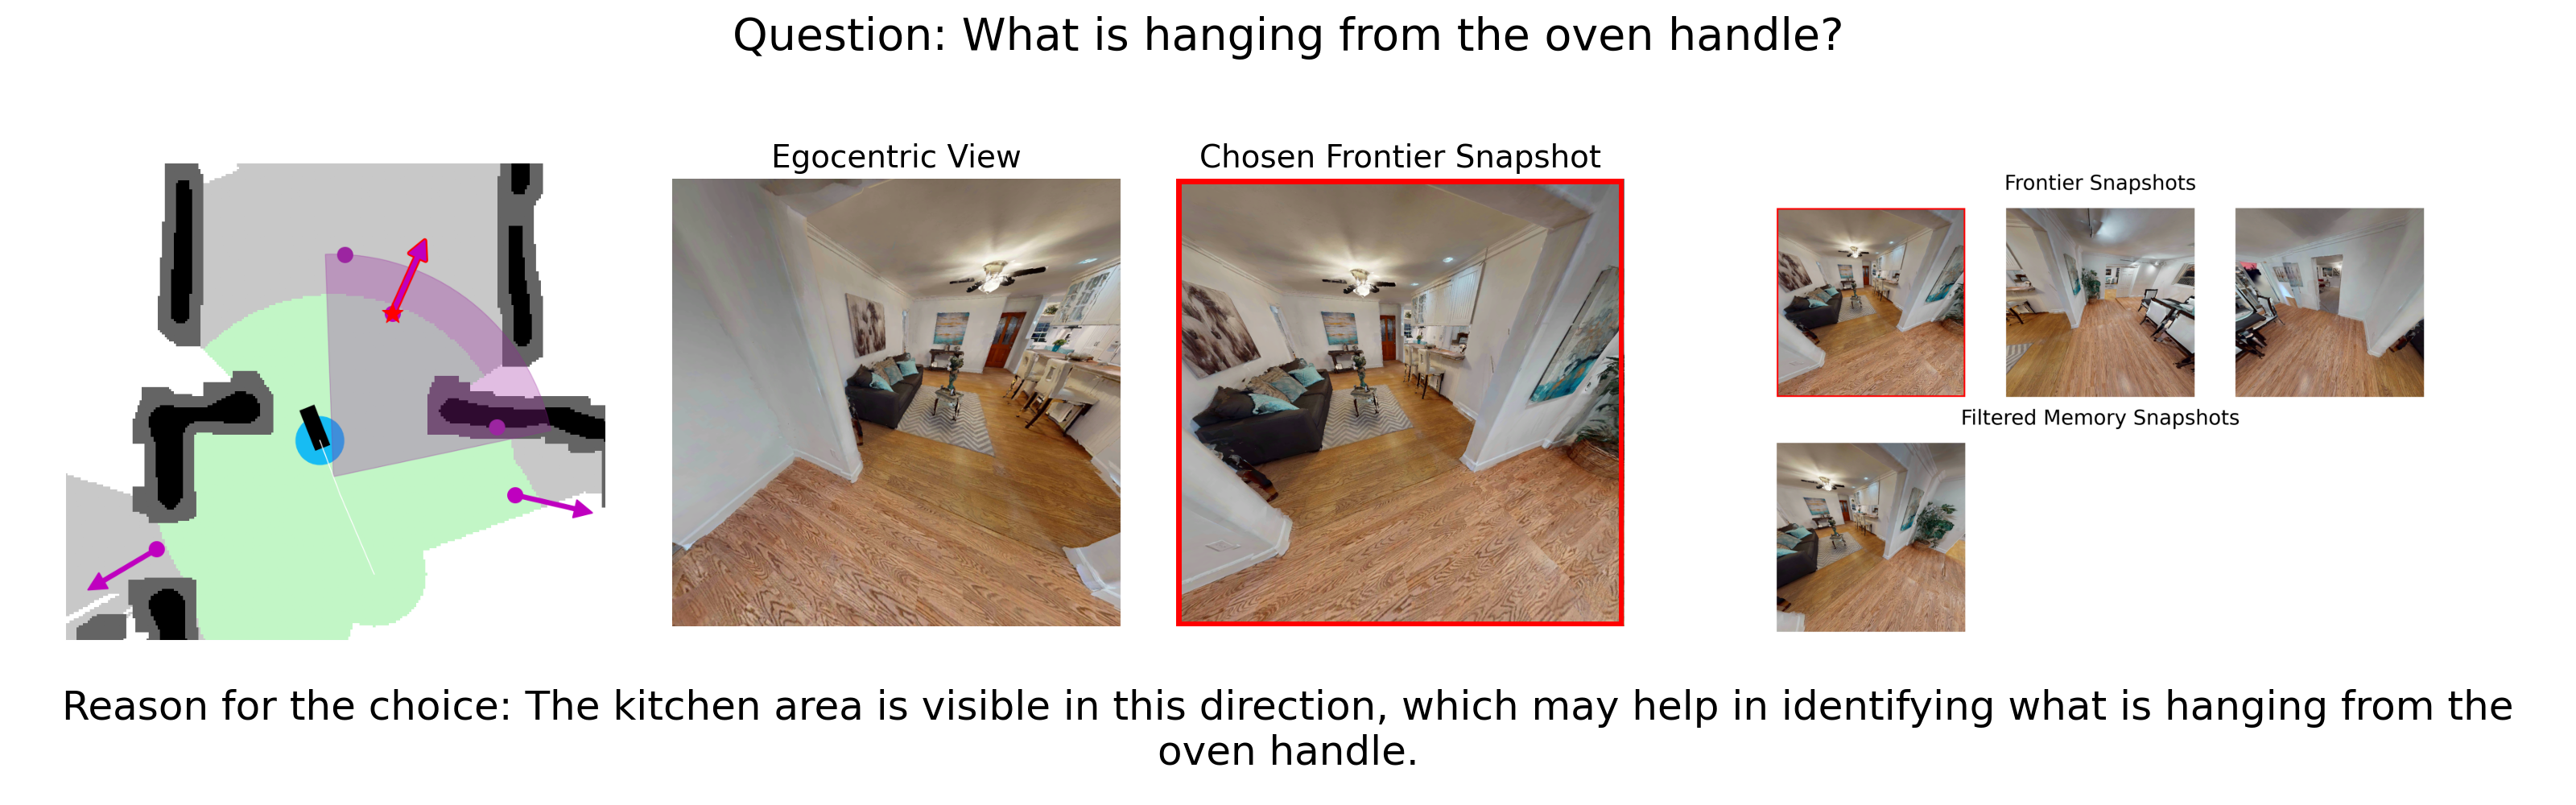 Question: What is hanging from the oven handle?
Egocentric View
Chosen Frontier Snapshot
Frontier Snapshots
Filtered Memory Snapshots
Reason for the choice: The kitchen area is visible in this direction, which may help in identifying what is hanging from the
oven handle.